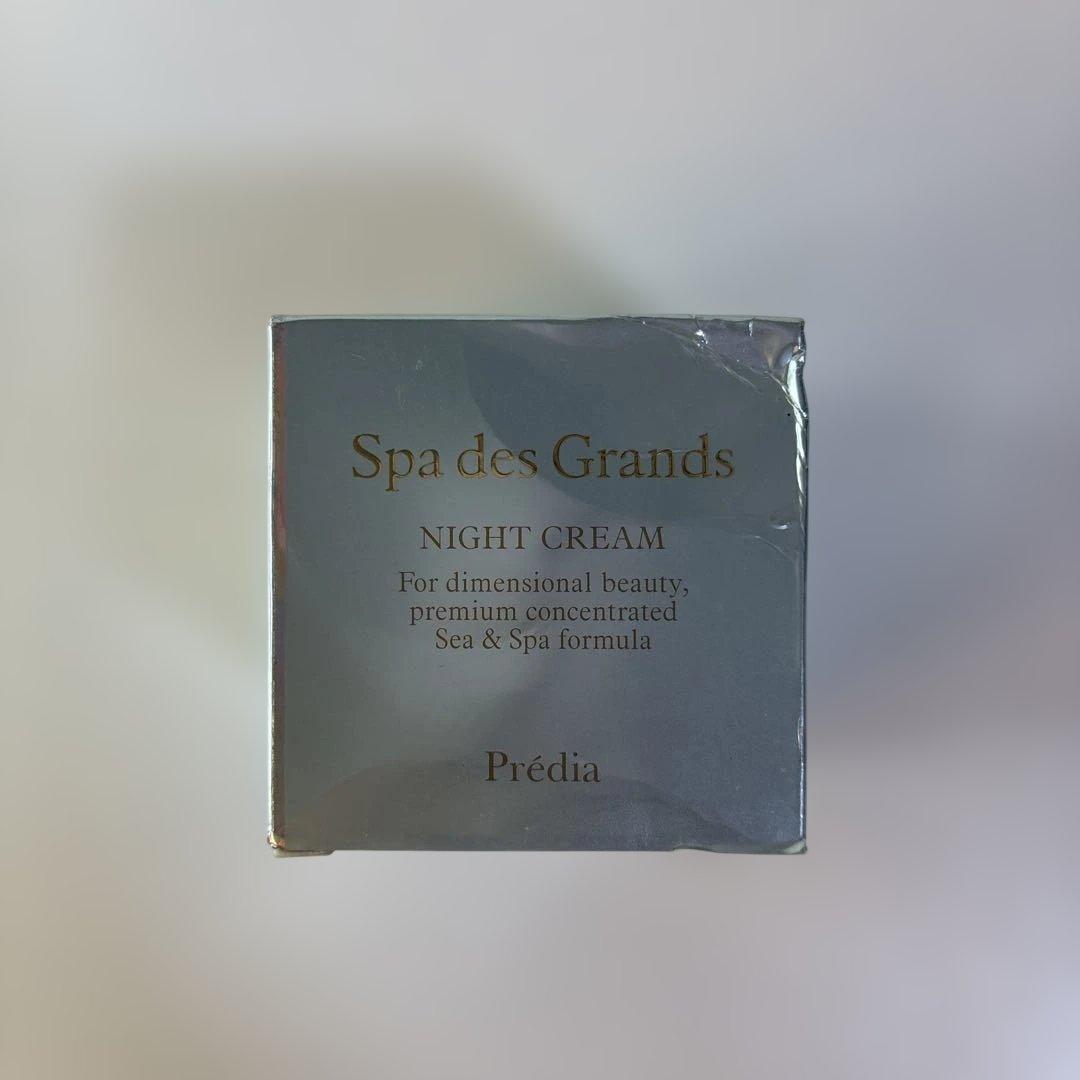 Spa des Grands
NIGHT CREAM
For dimensional beauty,
premium concentrated
Sea & Spa formula
Prédia